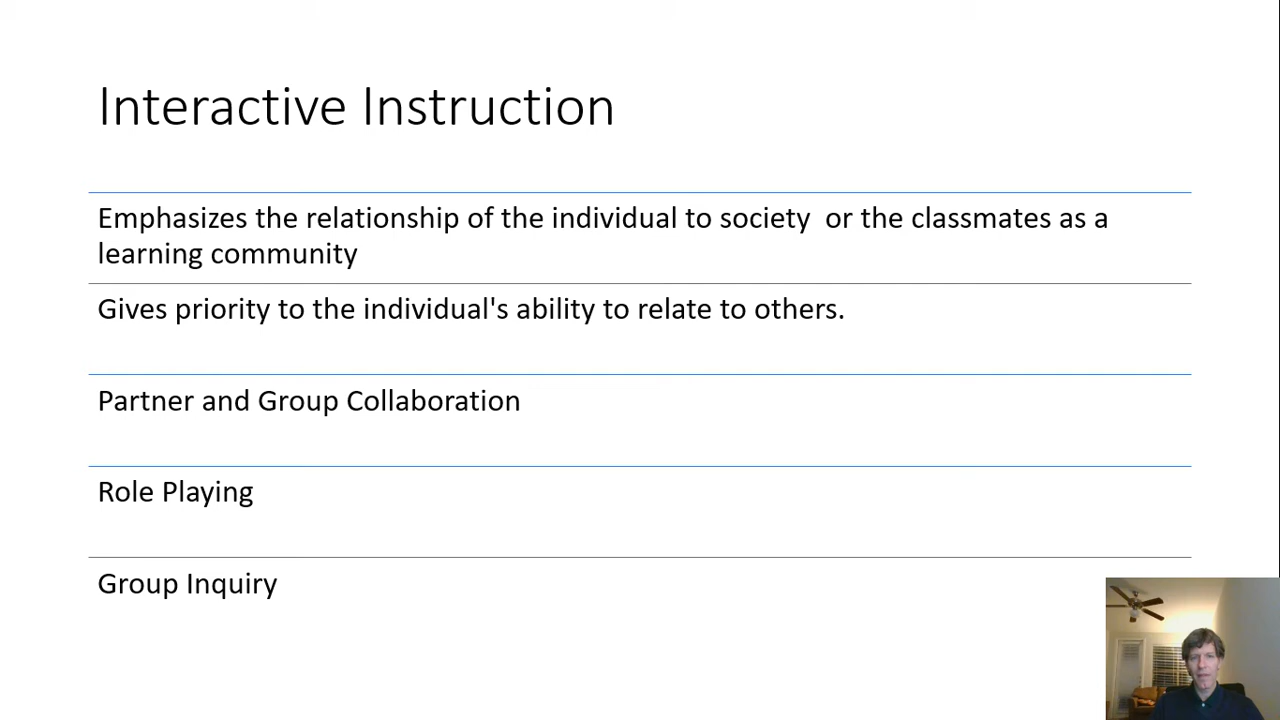 Interactive Instruction
Emphasizes the relationship of the individual to society  or the classmates as a
learning community
Gives priority to the individual's ability to relate to others.
Partner and Group Collaboration
Role Playing
Group Inquiry